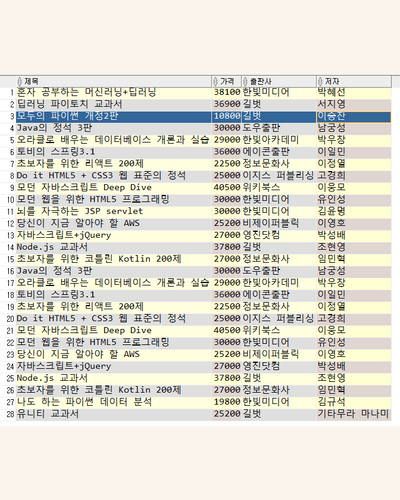 제목 가격 출판사 저자
1 혼자 공부하는 머신러닝+딥러닝 38100 한빛미디어 박혜선
2 딥러닝 파이토치 교과서 36900 길벗 서지영
3 모두의 파이썬 개정2판 10800 길벗 이승찬
4 Java의 정석 3판 30000 도우출판 남궁성
5 오라클로 배우는 데이터베이스 개론과 실습 29000 한빛아카데미 박우창
6 토비의 스프링3.1 36000 에이콘출판 이일민
7 초보자를 위한 리액트 200제 22500 정보문화사 이정열
8 Do it HTML5 + CSS3 웹 표준의 정석 25000 이지스 퍼블리싱 고경희
9 모던 자바스크립트 Deep Dive 40500 위키북스 이웅모
10 모던 웹을 위한 HTML5 프로그래밍 30000 한빛미디어 유인성
11 뇌를 자극하는 JSP servlet 30000 한빛미디어 김윤명
12 당신이 지금 알아야 할 AWS 25200 비제이퍼블릭 이영호
13 자바스크립트+jQuery 27000 영진닷컴 박성배
14 Node.js 교과서 37800 길벗 조현영
15 초보자를 위한 코틀린 Kotlin 200제 27000 정보문화사 임민혁
16 Java의 정석 3판 30000 도우출판 남궁성
17 오라클로 배우는 데이터베이스 개론과 실습 29000 한빛아카데미 박우창
18 토비의 스프링3.1 36000 에이콘출판 이일민
19 초보자를 위한 리액트 200제 22500 정보문화사 이정열
20 Do it HTML5 + CSS3 웹 표준의 정석 25000 이지스 퍼블리싱 고경희
21 모던 자바스크립트 Deep Dive 40500 위키북스 이웅모
22 모던 웹을 위한 HTML5 프로그래밍 30000 한빛미디어 유인성
23 당신이 지금 알아야 할 AWS 25200 비제이퍼블릭 이영호
24 자바스크립트+jQuery 27000 영진닷컴 박성배
25 Node.js 교과서 37800 길벗 조현영
26 초보자를 위한 코틀린 Kotlin 200제 27000 정보문화사 임민혁
27 나도 하는 파이썬 데이터 분석 19800 한빛미디어 김규석
28 유니티 교과서 25200 길벗 기타무라 마나미